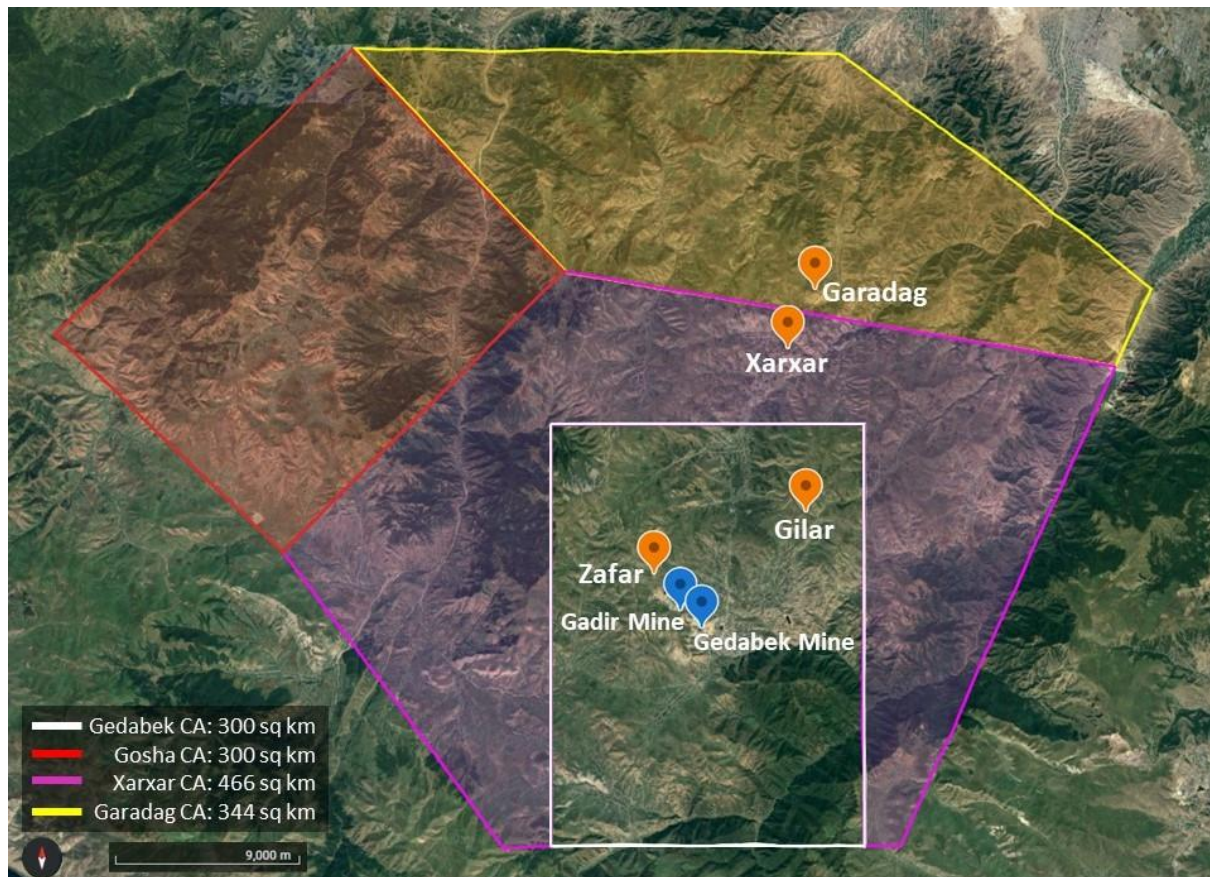 Garadag
Xarxar
Gilar
Zafar
Gadir Mine
Gedabek Mine
Gedabek CA: 300 sq km
Gosha CA: 300 sq km
Xarxar CA: 466 sq km
Garadag CA: 344 sq km
9,000 m